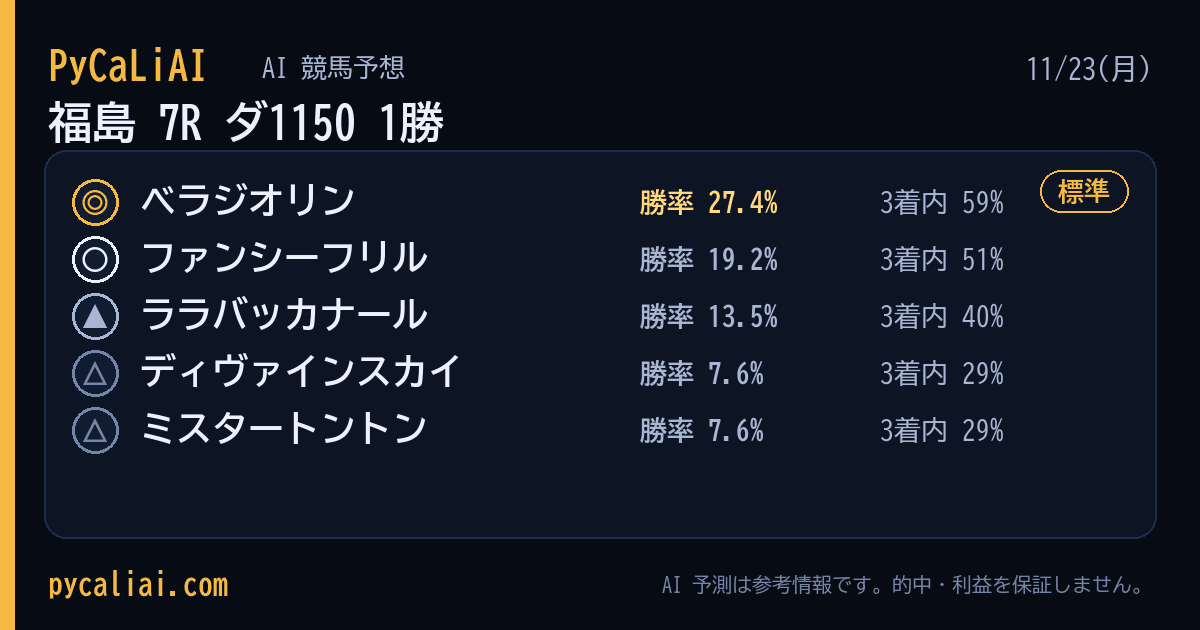 PyCaLiAI AI 競馬予想 11/23(月)
福島 7R ダ1150 1勝
◎ ベラジオリン 勝率 27.4% 3着内 59% 標準
○ ファンシーフリル 勝率 19.2% 3着内 51%
▲ ララバッカナール 勝率 13.5% 3着内 40%
△ ディヴァインスカイ 勝率 7.6% 3着内 29%
△ ミスタートントン 勝率 7.6% 3着内 29%
pycaliai.com AI 予測は参考情報です。的中・利益を保証しません。